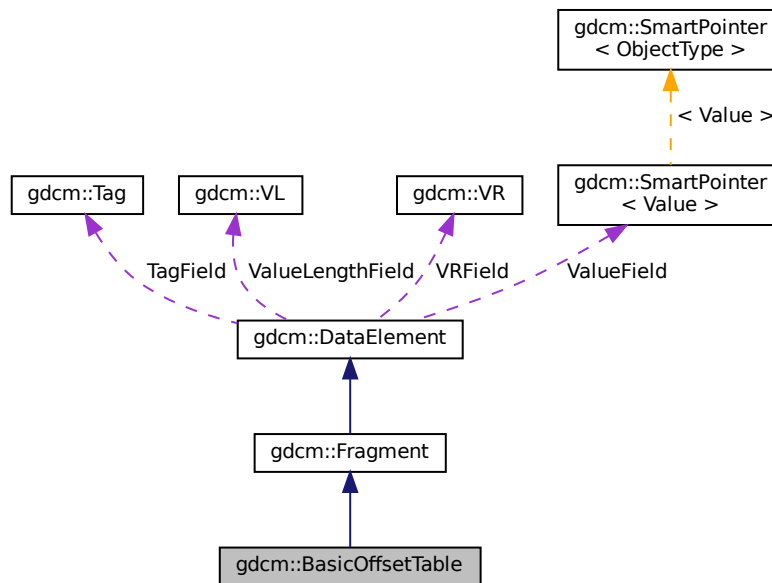 gdcm::SmartPointer
< ObjectType >
< Value >
gdcm::Tag
gdcm::VL
gdcm::VR
gdcm::SmartPointer
< Value >
TagField
ValueLengthField
VRField
ValueField
gdcm::DataElement
gdcm::Fragment
gdcm::BasicOffsetTable